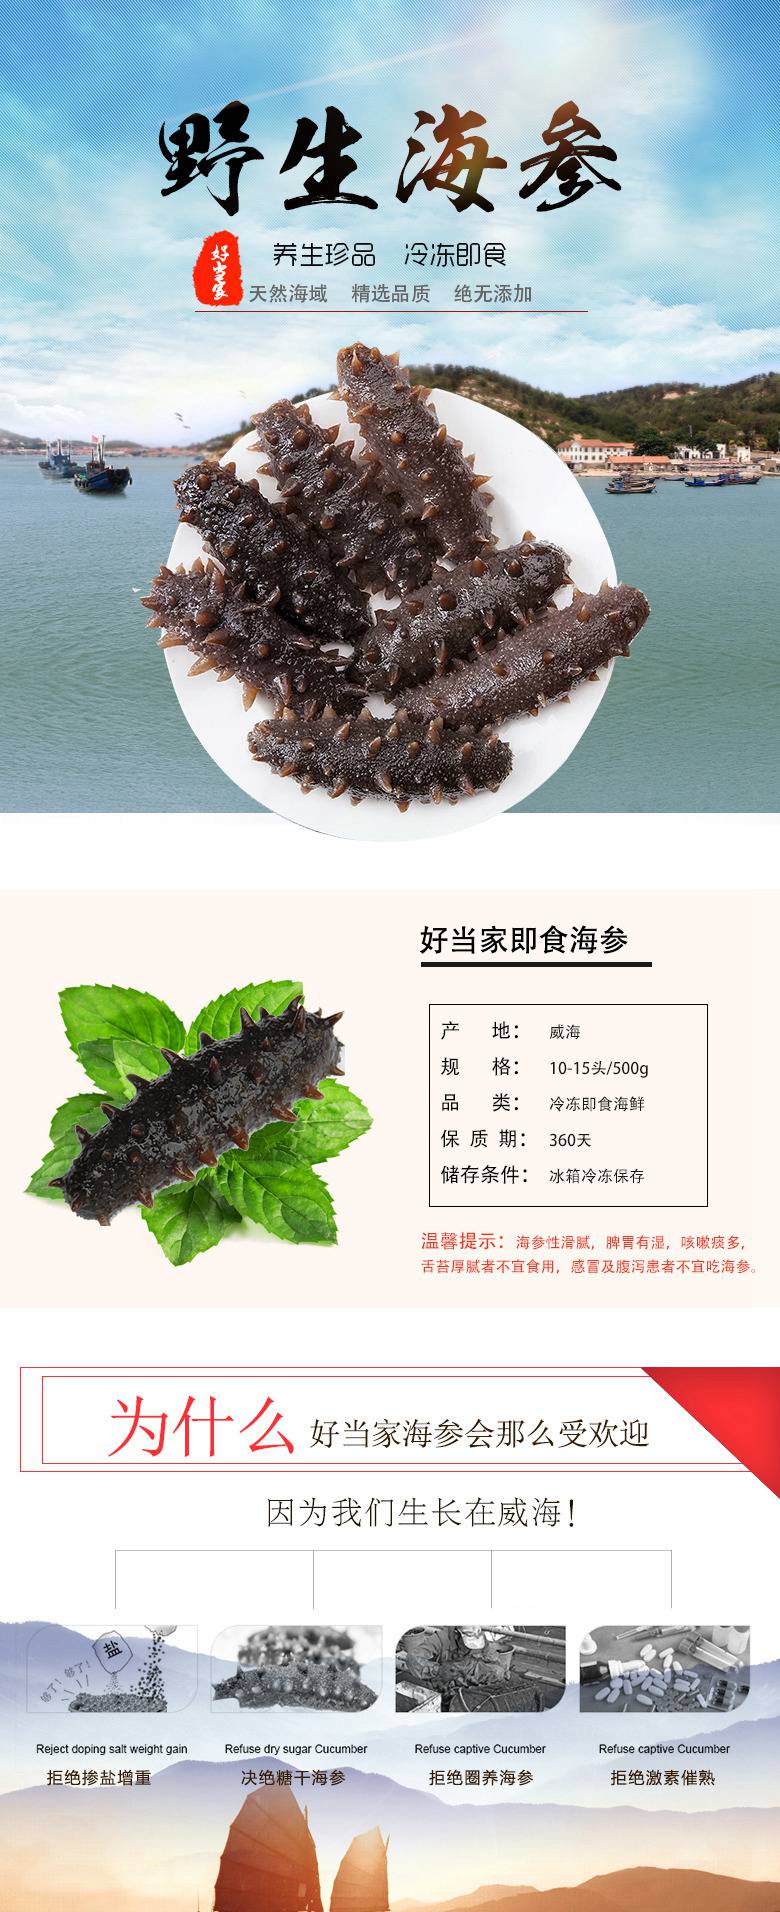 野生海参
好当家
养生珍品 冷冻即食
天然海域 精选品质 绝无添加
好当家即食海参
产 地： 威海
规 格： 10-15头/500g
品 类： 冷冻即食海鲜
保 质 期： 360天
储存条件： 冰箱冷冻保存
温馨提示：海参性滑腻，脾胃有湿，咳嗽痰多，
舌苔厚腻者不宜食用，感冒及腹泻患者不宜吃海参。
为什么 好当家海参会那么受欢迎
因为我们生长在威海！
盐
够了！够了！
Reject doping salt weight gain
Refuse dry sugar Cucumber
Refuse captive Cucumber
Refuse captive Cucumber
拒绝掺盐增重
决绝糖干海参
拒绝圈养海参
拒绝激素催熟